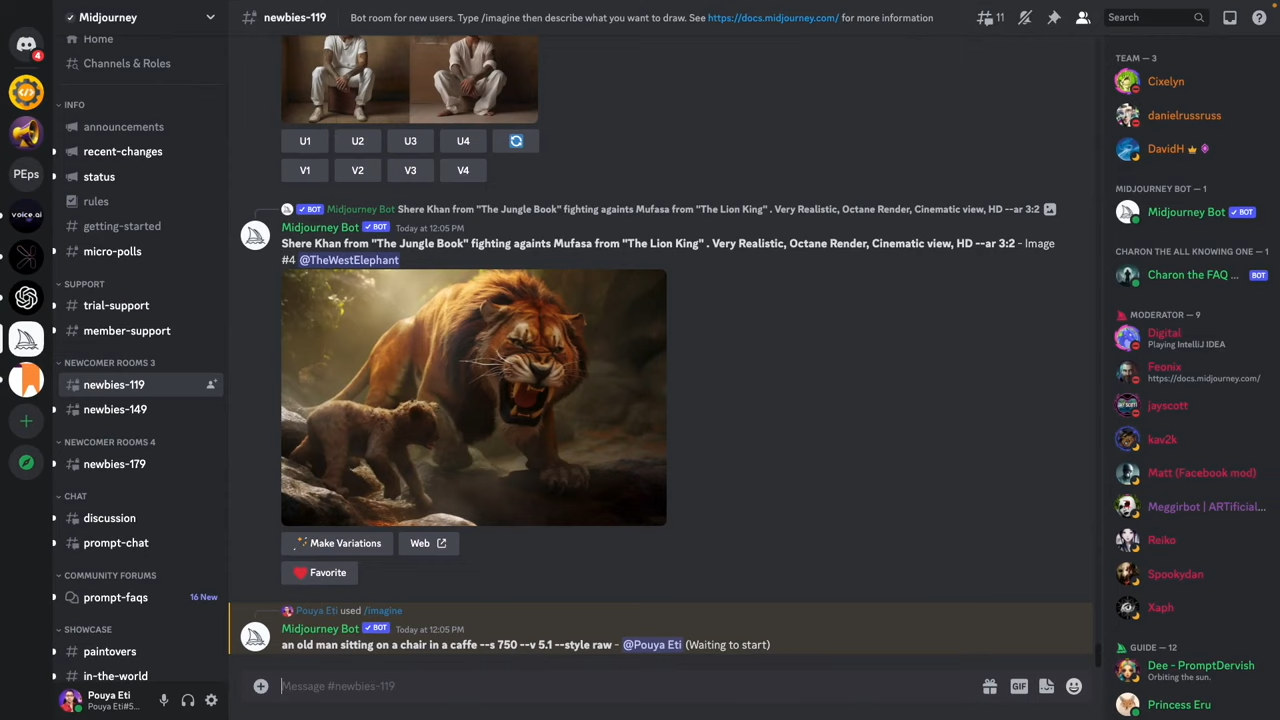 Midjourney
newbies-119
Bot room for new users. Type /imagine then describe what you want to draw. See https://docs.midjourney.com/ for more information
11
Search
4
PEps
voice.ai
Home
Channels & Roles
INFO
announcements
recent-changes
status
rules
getting-started
micro-polls
SUPPORT
trial-support
member-support
NEWCOMER ROOMS 3
newbies-119
newbies-149
NEWCOMER ROOMS 4
newbies-179
CHAT
discussion
prompt-chat
COMMUNITY FORUMS
prompt-faqs
16 New
SHOWCASE
paintovers
in-the-world
Pouya Eti
Pouya Eti#5...
U1 U2 U3 U4
V1 V2 V3 V4
BOT Midjourney Bot Shere Khan from "The Jungle Book" fighting againts Mufasa from "The Lion King" . Very Realistic, Octane Render, Cinematic view, HD --ar 3:2
Midjourney Bot BOT Today at 12:05 PM
Shere Khan from "The Jungle Book" fighting againts Mufasa from "The Lion King" . Very Realistic, Octane Render, Cinematic view, HD --ar 3:2 - Image
#4 @TheWestElephant
Make Variations
Web
Favorite
Pouya Eti used /imagine
Midjourney Bot BOT Today at 12:05 PM
an old man sitting on a chair in a caffe --s 750 --v 5.1 --style raw - @Pouya Eti (Waiting to start)
Message #newbies-119
GIF
TEAM — 3
Cixelyn
danielrussruss
DavidH
MIDJOURNEY BOT — 1
Midjourney Bot BOT
CHARON THE ALL KNOWING ONE — 1
Charon the FAQ ... BOT
MODERATOR — 9
Digital
Playing IntelliJ IDEA
Feonix
https://docs.midjourney.com/
jayscott
kav2k
Matt (Facebook mod)
Meggirbot | ARTificial...
Reiko
Spookydan
Xaph
GUIDE — 12
Dee - PromptDervish
Orbiting the sun.
Princess Eru